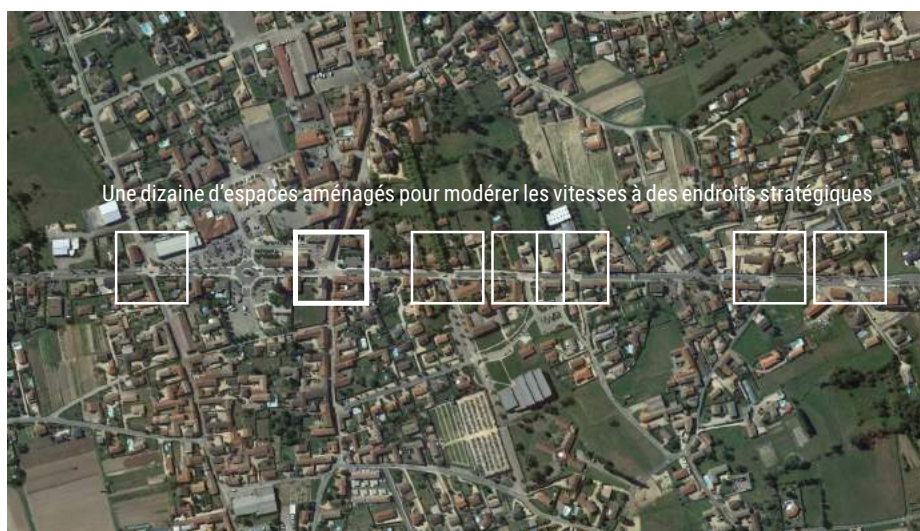 Une dizaine d'espaces aménagés pour modérer les vitesses à des endroits stratégiques